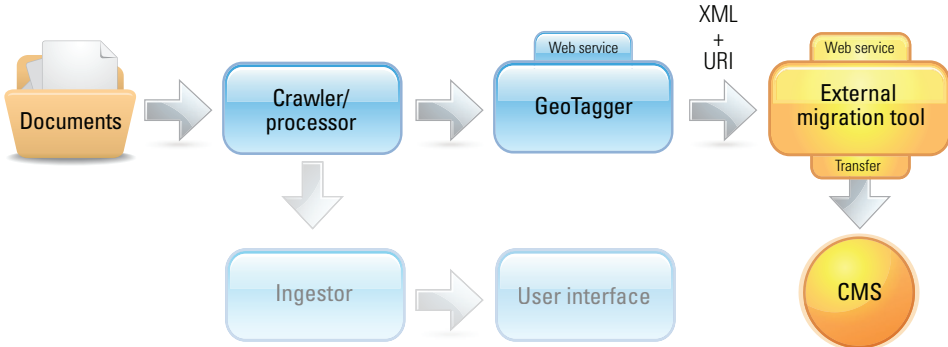 Documents
Crawler/
processor
Web service
GeoTagger
XML
+
URI
Web service
External
migration tool
Transfer
Ingestor
User interface
CMS